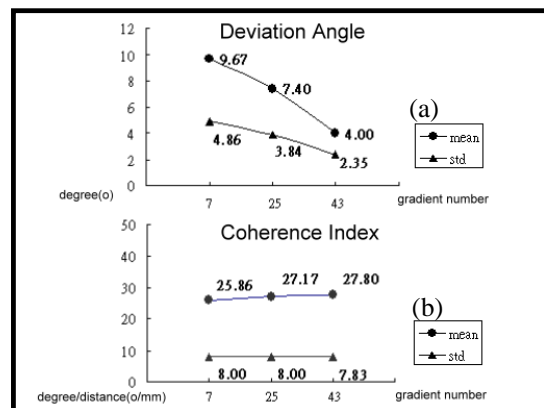 Deviation Angle
12
10
8
6
4
2
0
9.67
7.40
4.00
4.86
3.84
2.35
(a)
mean
std
degree(o)
7
25
43
gradient number
Coherence Index
50
40
30
20
10
0
25.86
27.17
27.80
8.00
8.00
7.83
(b)
mean
std
degree/distance(o/mm)
7
25
43
gradient number